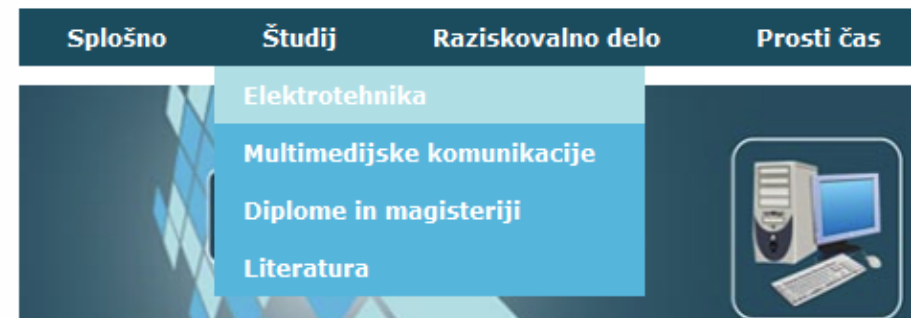 Splošno Študij Raziskovalno delo Prosti čas
Elektrotehnika
Multimedijske komunikacije
Diplome in magisteriji
Literatura